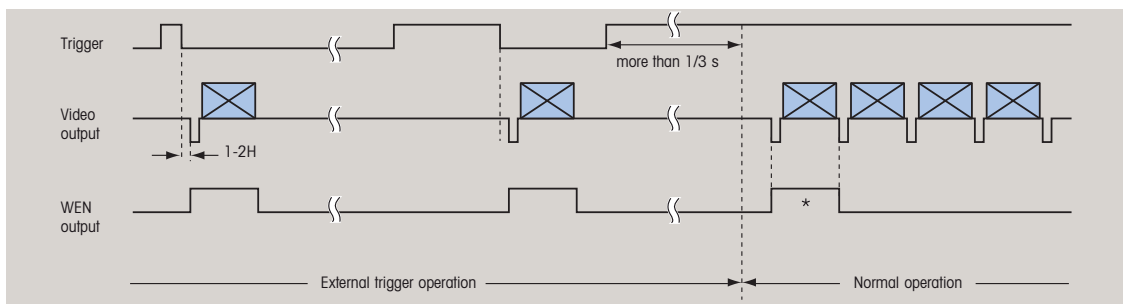 Trigger
more than 1/3 s
Video
output
1-2H
WEN
output
*
External trigger operation
Normal operation